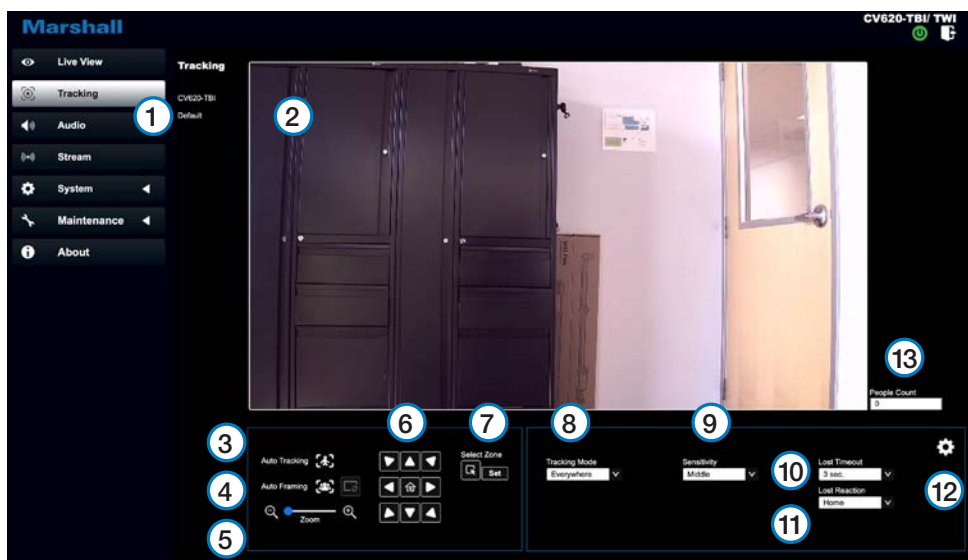 Marshall
CV620-TBI/ TWI
Live View
Tracking
Audio
Stream
System
Maintenance
About
Tracking
CV620-TBI
Default
1
2
13
People Count
0
3
4
5
6
7
8
9
10
11
12
Auto Tracking
Auto Framing
Zoom
Select Zone
Set
Tracking Mode
Everywhere
Sensitivity
Middle
Lost Timeout
3 sec.
Lost Reaction
Home